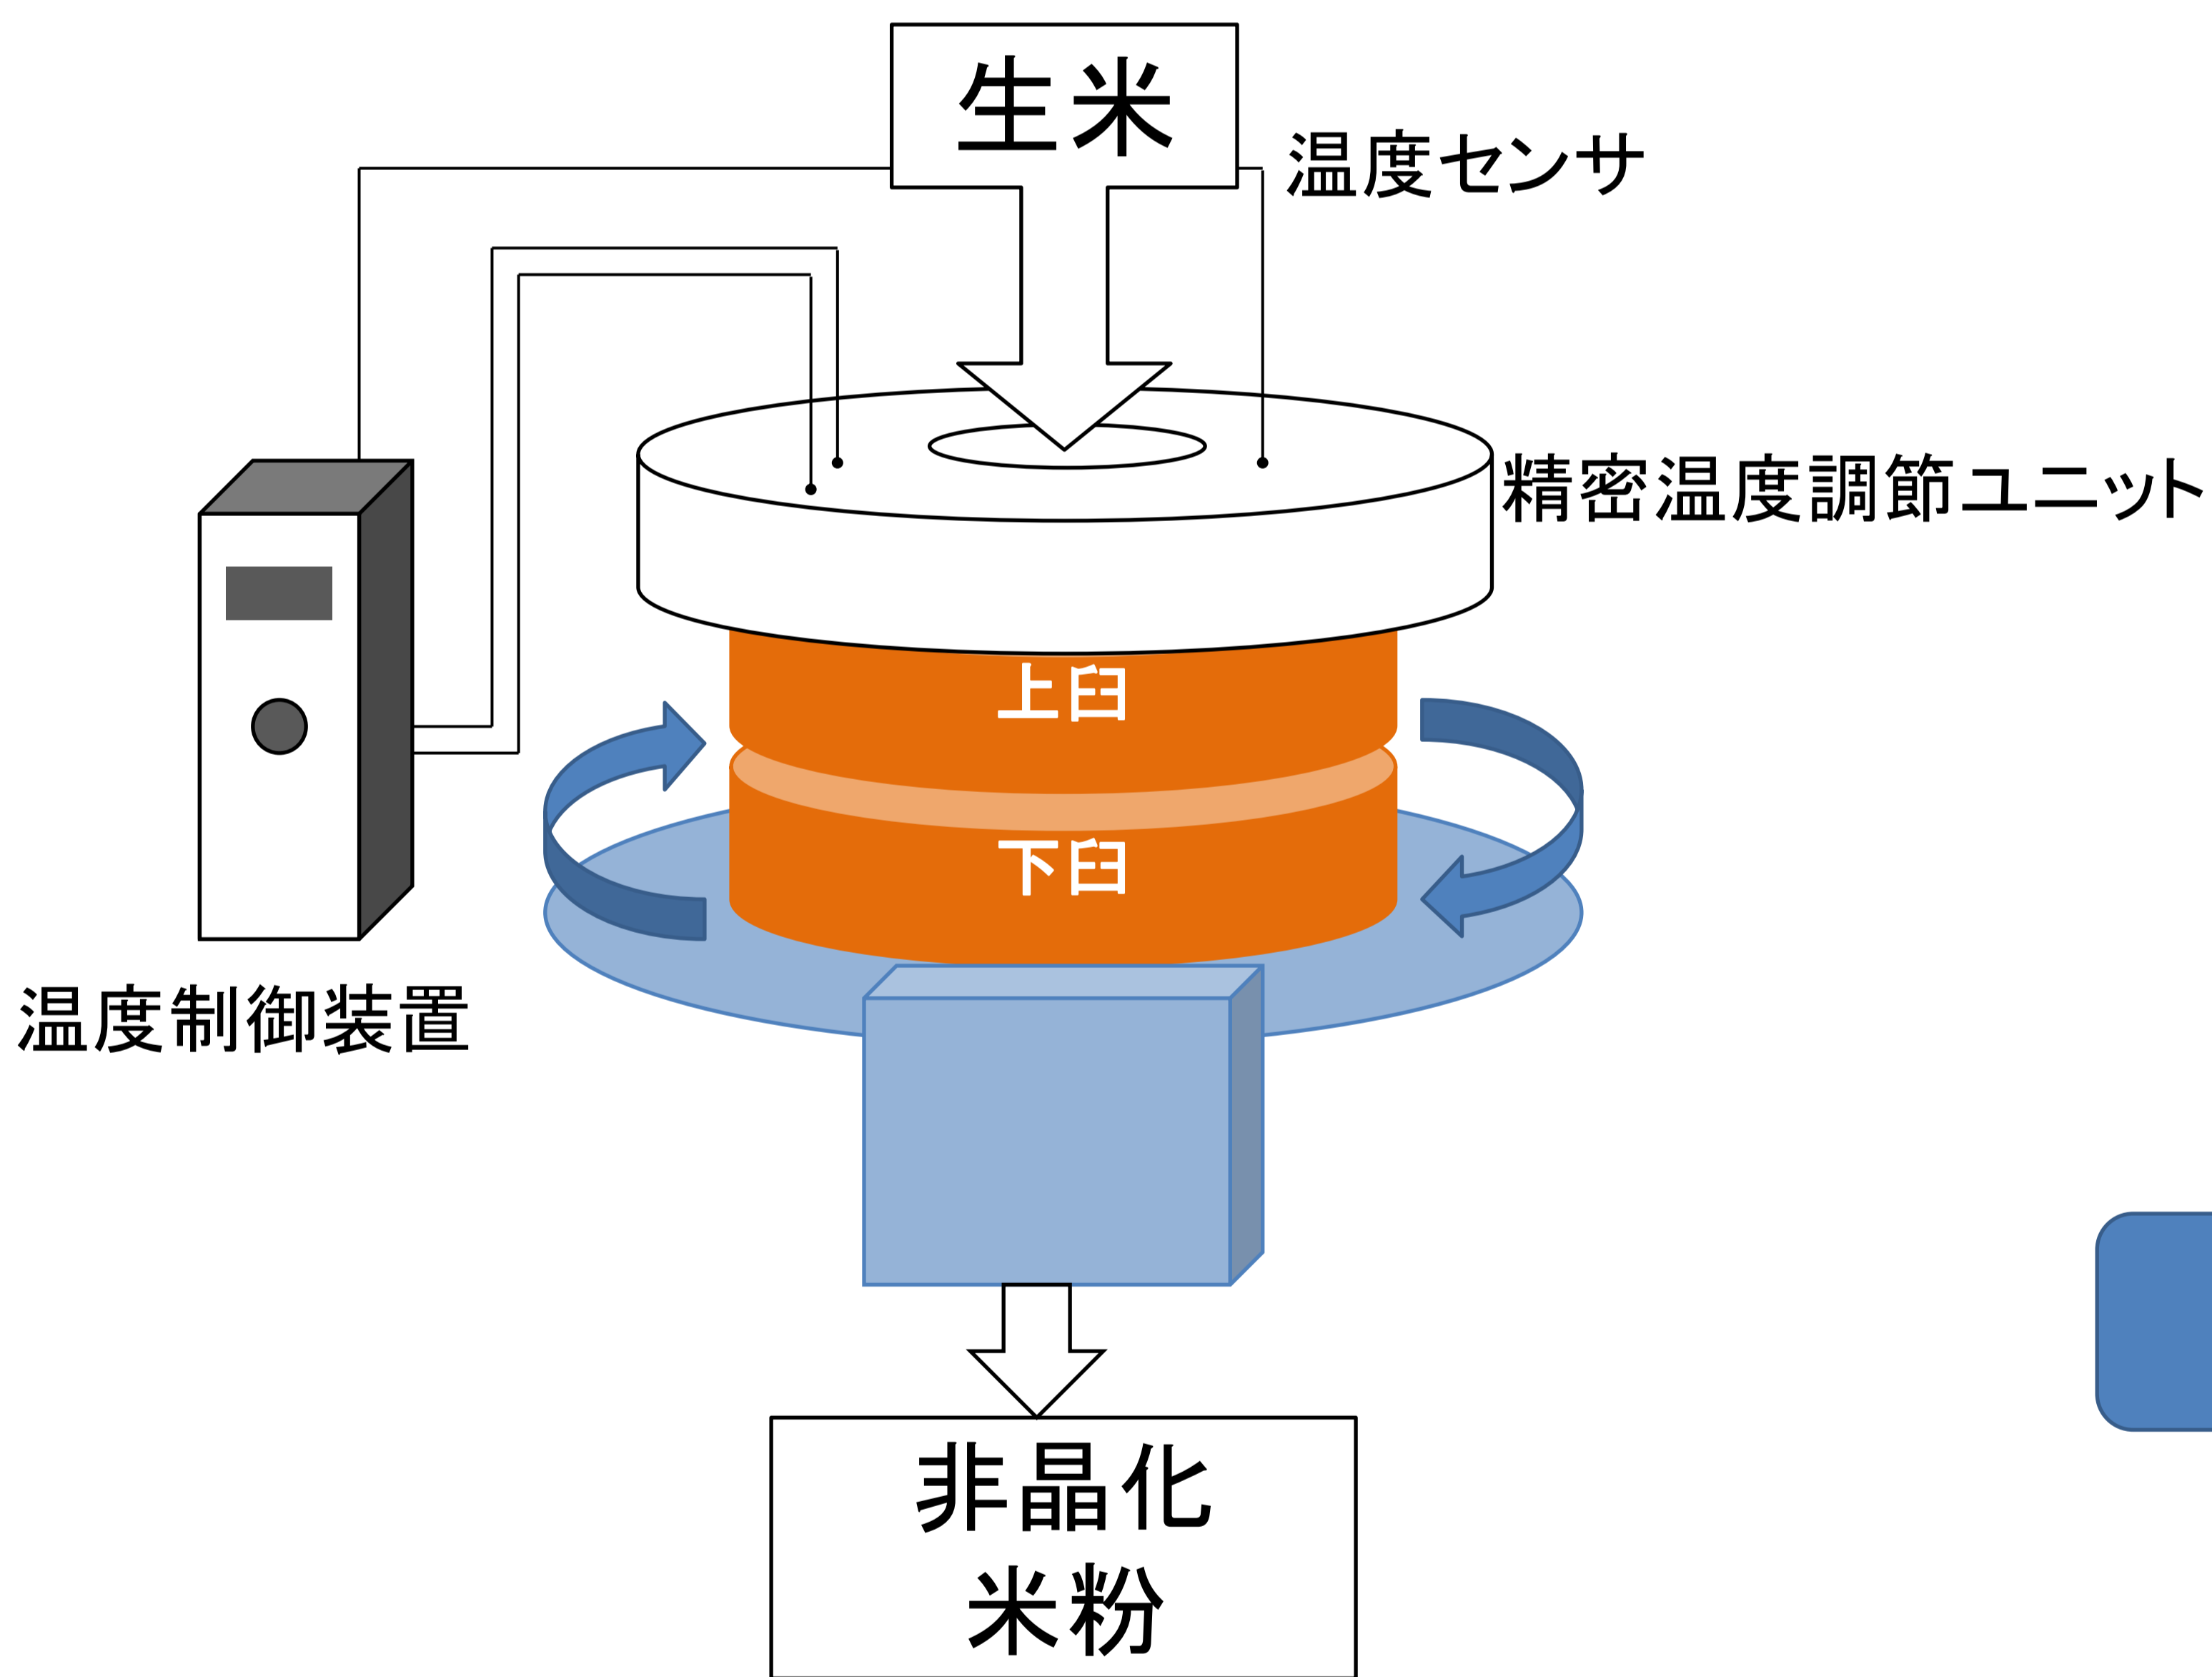 生米
温度センサ
精密温度調節ユニット
上臼
下臼
温度制御装置
非晶化
米粉